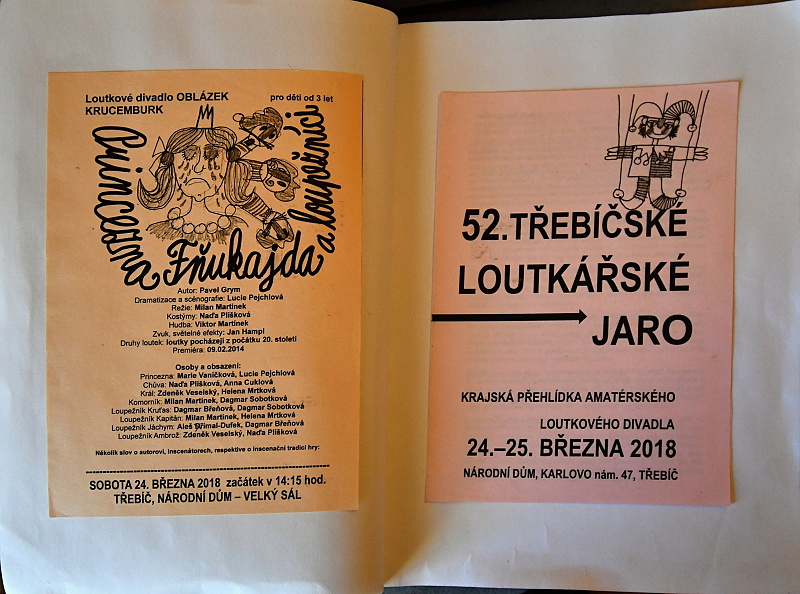 Loutkové divadlo OBLÁZEK pro děti od 3 let
KRUCEMBURK
Princezna Fňukajda a loupežníci
Autor: Pavel Grym
Dramatizace a scénografie: Lucie Pejchlová
Režie: Milan Martinek
Kostýmy: Naďa Plíšková
Hudba: Viktor Martinek
Zvuk, světelné efekty: Jan Hampl
Druhy loutek: loutky pocházejí z počátku 20. století
Premiéra: 09.02.2014
Osoby a obsazení:
Princezna: Marie Vaníčková, Lucie Pejchlová
Chůva: Naďa Plíšková, Anna Cuklová
Král: Zdeněk Veselský, Helena Mrtková
Komorník: Milan Martinek, Dagmar Sobotková
Loupežník Kruťas: Dagmar Břeňová, Dagmar Sobotková
Loupežník Kapitán: Milan Martinek, Helena Mrtková
Loupežník Jáchym: Aleš Dufek, Dagmar Břeňová
Loupežník Ambrož: Zdeněk Veselský, Naďa Plíšková
Několik slov o autorovi, inscenátorech, respektive o inscenační tradici hry:
SOBOTA 24. BŘEZNA 2018 začátek v 14:15 hod.
TŘEBÍČ, NÁRODNÍ DŮM – VELKÝ SÁL
52. TŘEBÍČSKÉ
LOUTKÁŘSKÉ
JARO
KRAJSKÁ PŘEHLÍDKA AMATÉRSKÉHO
LOUTKOVÉHO DIVADLA
24.–25. BŘEZNA 2018
NÁRODNÍ DŮM, KARLOVO nám. 47, TŘEBÍČ